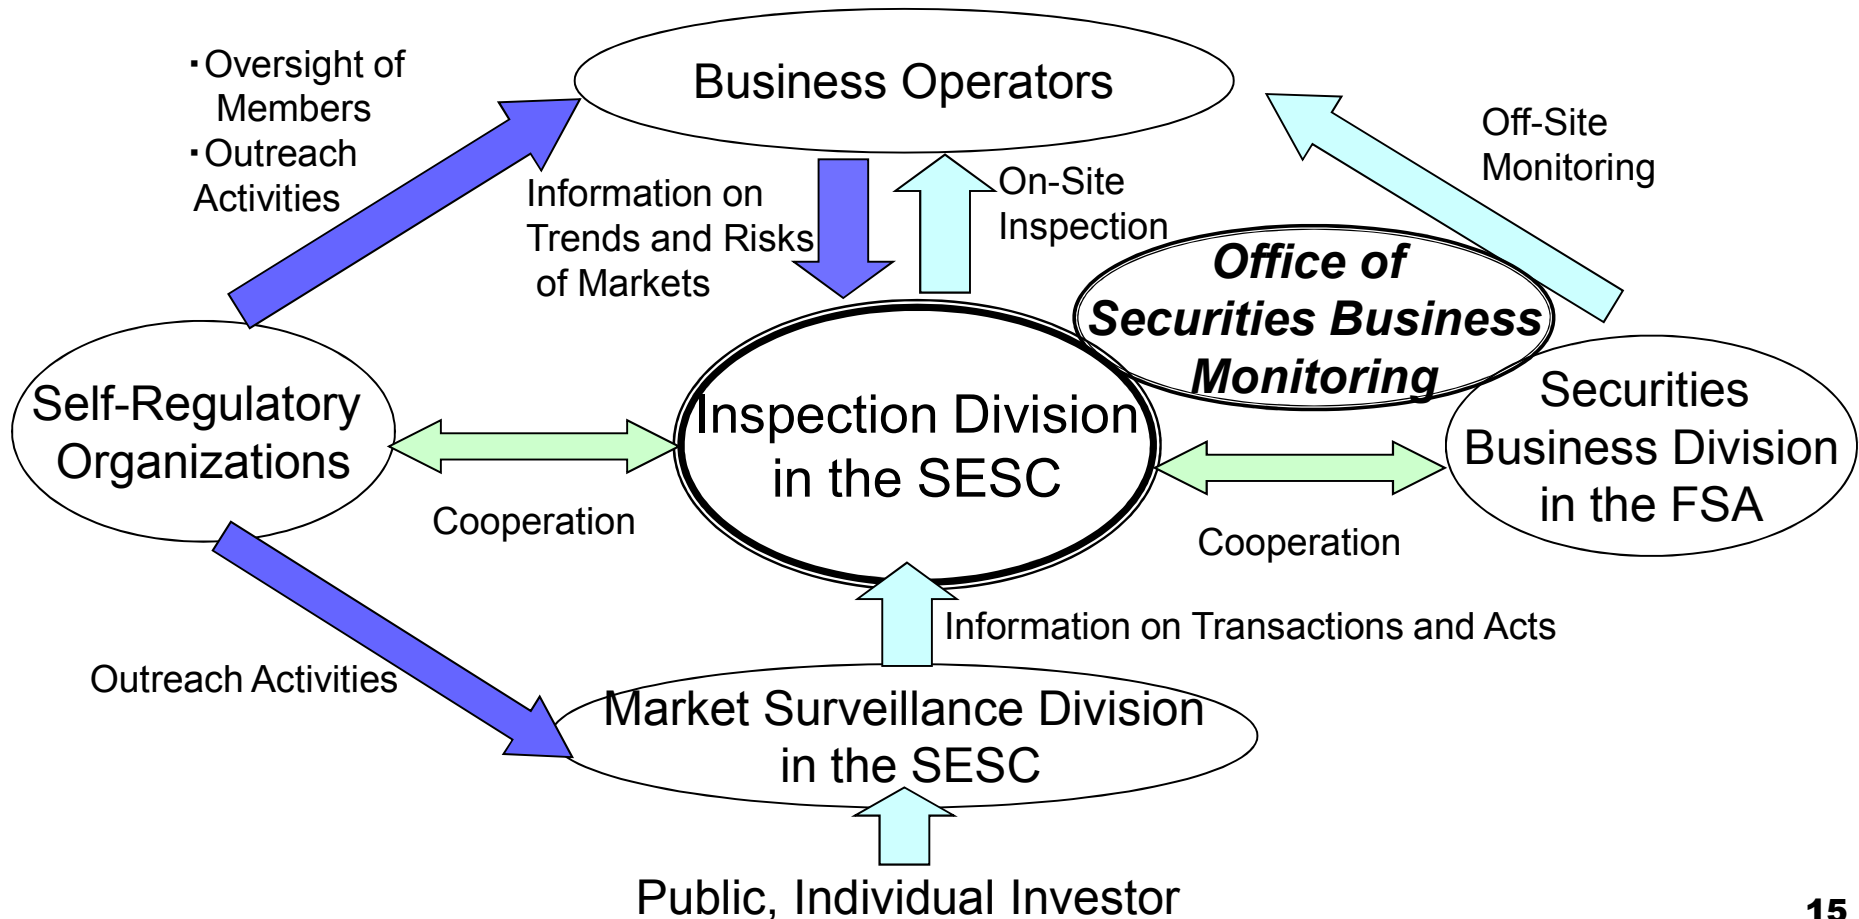 ・Oversight of
Members
・Outreach
Activities
Business Operators
Off-Site
Monitoring
Information on
Trends and Risks
of Markets
On-Site
Inspection
Office of
Securities Business
Monitoring
Self-Regulatory
Organizations
Inspection Division
in the SESC
Securities
Business Division
in the FSA
Cooperation
Cooperation
Information on Transactions and Acts
Outreach Activities
Market Surveillance Division
in the SESC
Public, Individual Investor
15